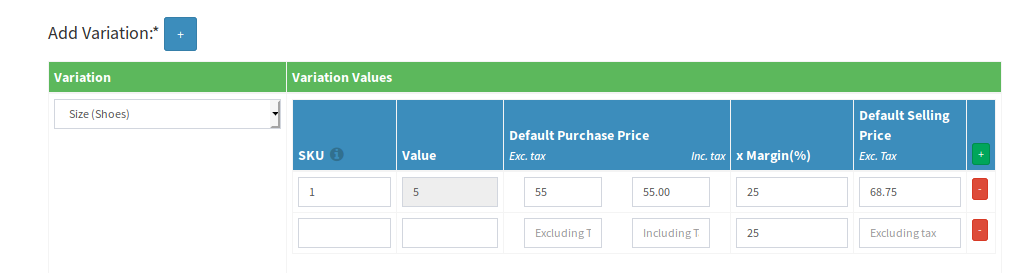 Add Variation:* +
Variation Variation Values
Size (Shoes)
Default Selling
Default Purchase Price Price
SKU Value Exc. tax Inc. tax x Margin(%) Exc. Tax +
1 5 55 55.00 25 68.75 -
Excluding T Including T 25 Excluding tax -